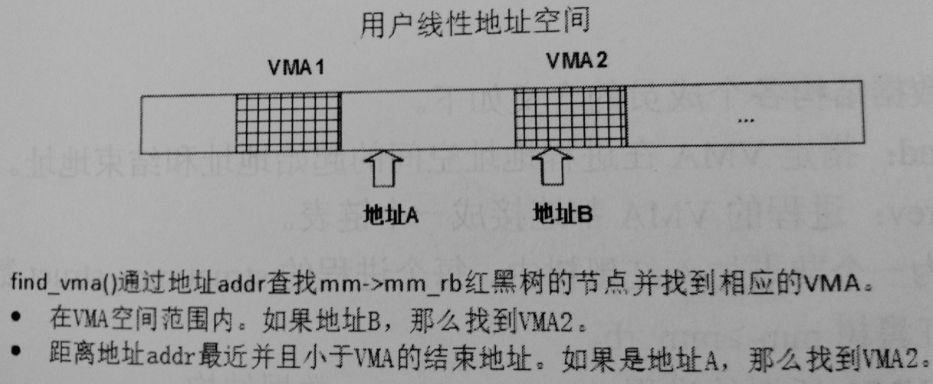 用户线性地址空间
VMA1 VMA2
...
地址A 地址B
find_vma()通过地址addr查找mm->mm_rb红黑树的节点并找到相应的VMA。
• 在VMA空间范围内。如果地址B，那么找到VMA2。
• 距离地址addr最近并且小于VMA的结束地址。如果是地址A，那么找到VMA2。